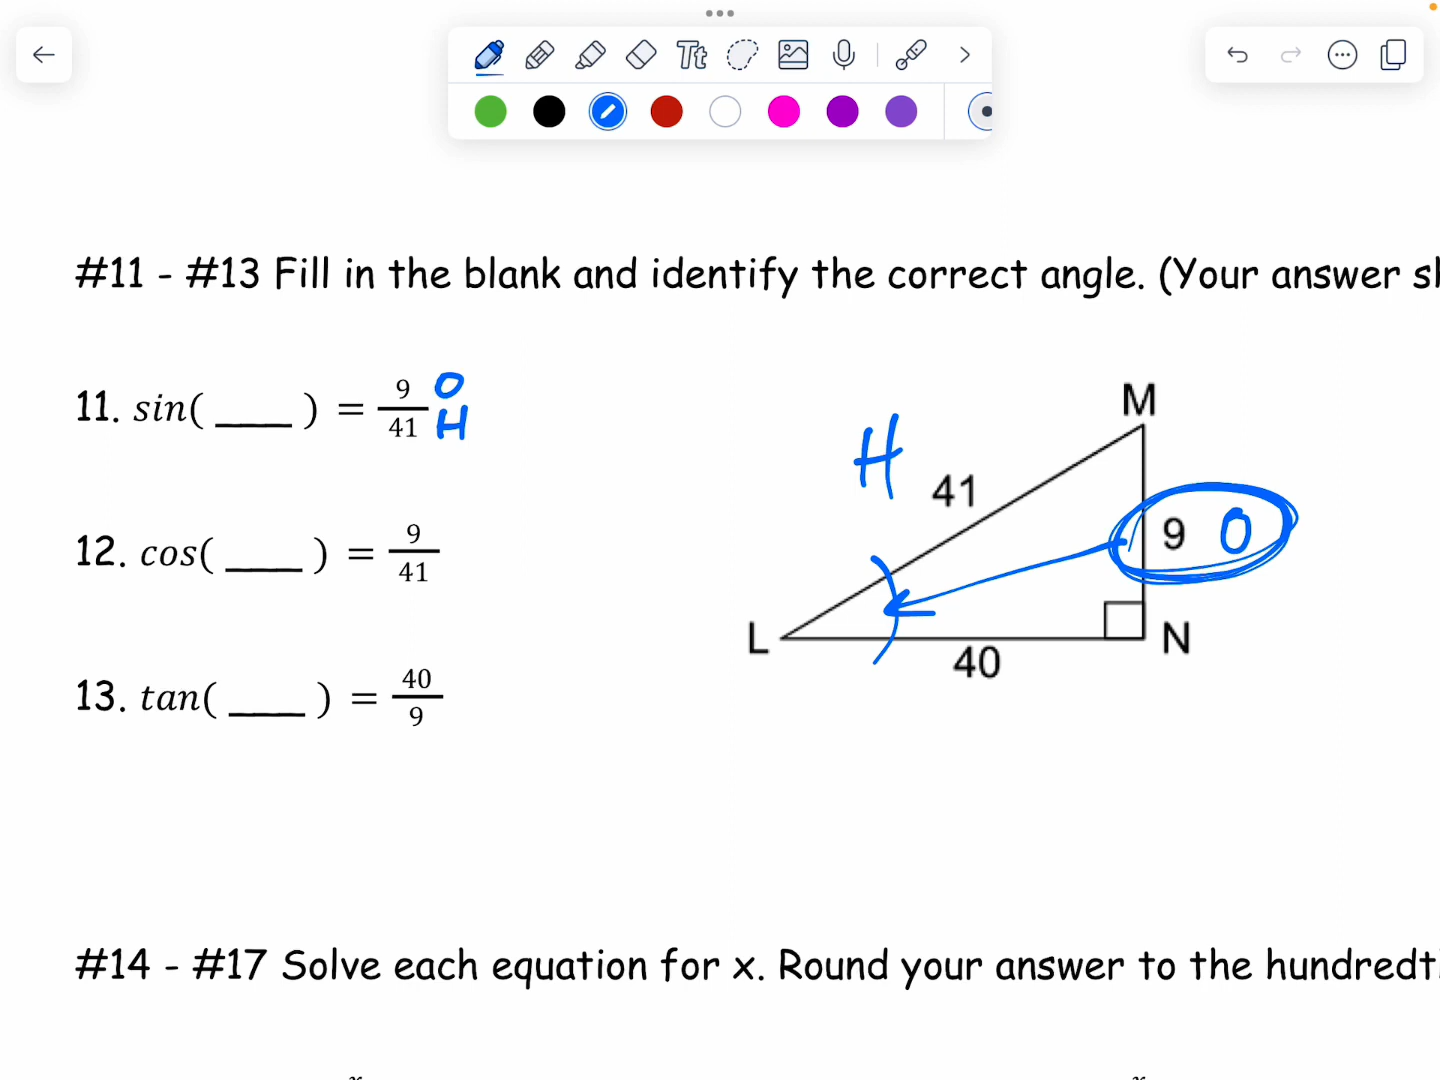 Tt
#11 - #13 Fill in the blank and identify the correct angle. (Your answer sh
11. sin( ____ ) = 9/41 O H
12. cos( ____ ) = 9/41
13. tan( ____ ) = 40/9
M
H
41
9 O
L
N
40
#14 - #17 Solve each equation for x. Round your answer to the hundredt